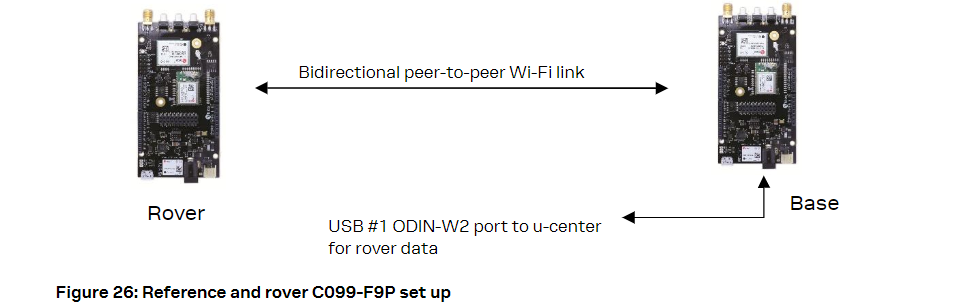 Bidirectional peer-to-peer Wi-Fi link
Rover
Base
USB #1 ODIN-W2 port to u-center
for rover data
Figure 26: Reference and rover C099-F9P set up